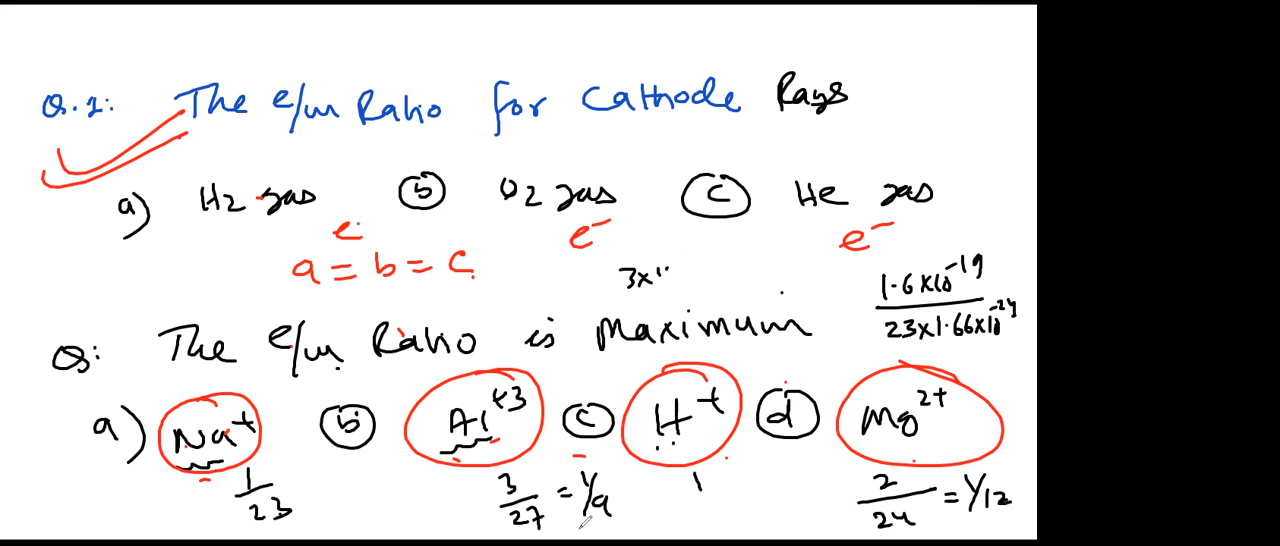 Q.1: The e/m Ratio for Cathode Rays
a) H2 gas (b) O2 gas (c) He gas
e e⁻ e⁻
a = b = c
3×1· 1.6×10⁻¹⁹ / 23×1.66×10⁻²⁴
Q: The e/m Ratio is maximum
a) Na⁺ (b) Al⁺³ (c) H⁺ (d) Mg²⁺
1/23 3/27 = 1/9 1 2/24 = 1/12